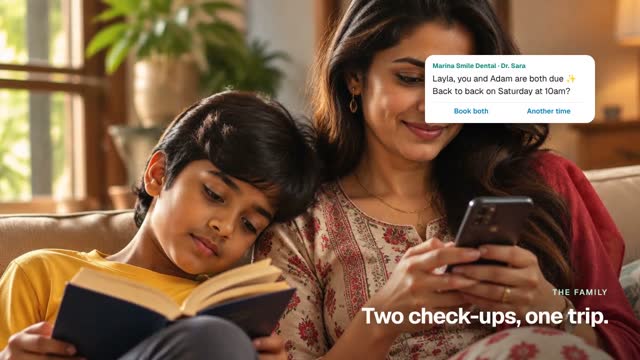 Marina Smile Dental · Dr. Sara
Layla, you and Adam are both due ✨
Back to back on Saturday at 10am?
Book both
Another time
THE FAMILY
Two check-ups, one trip.